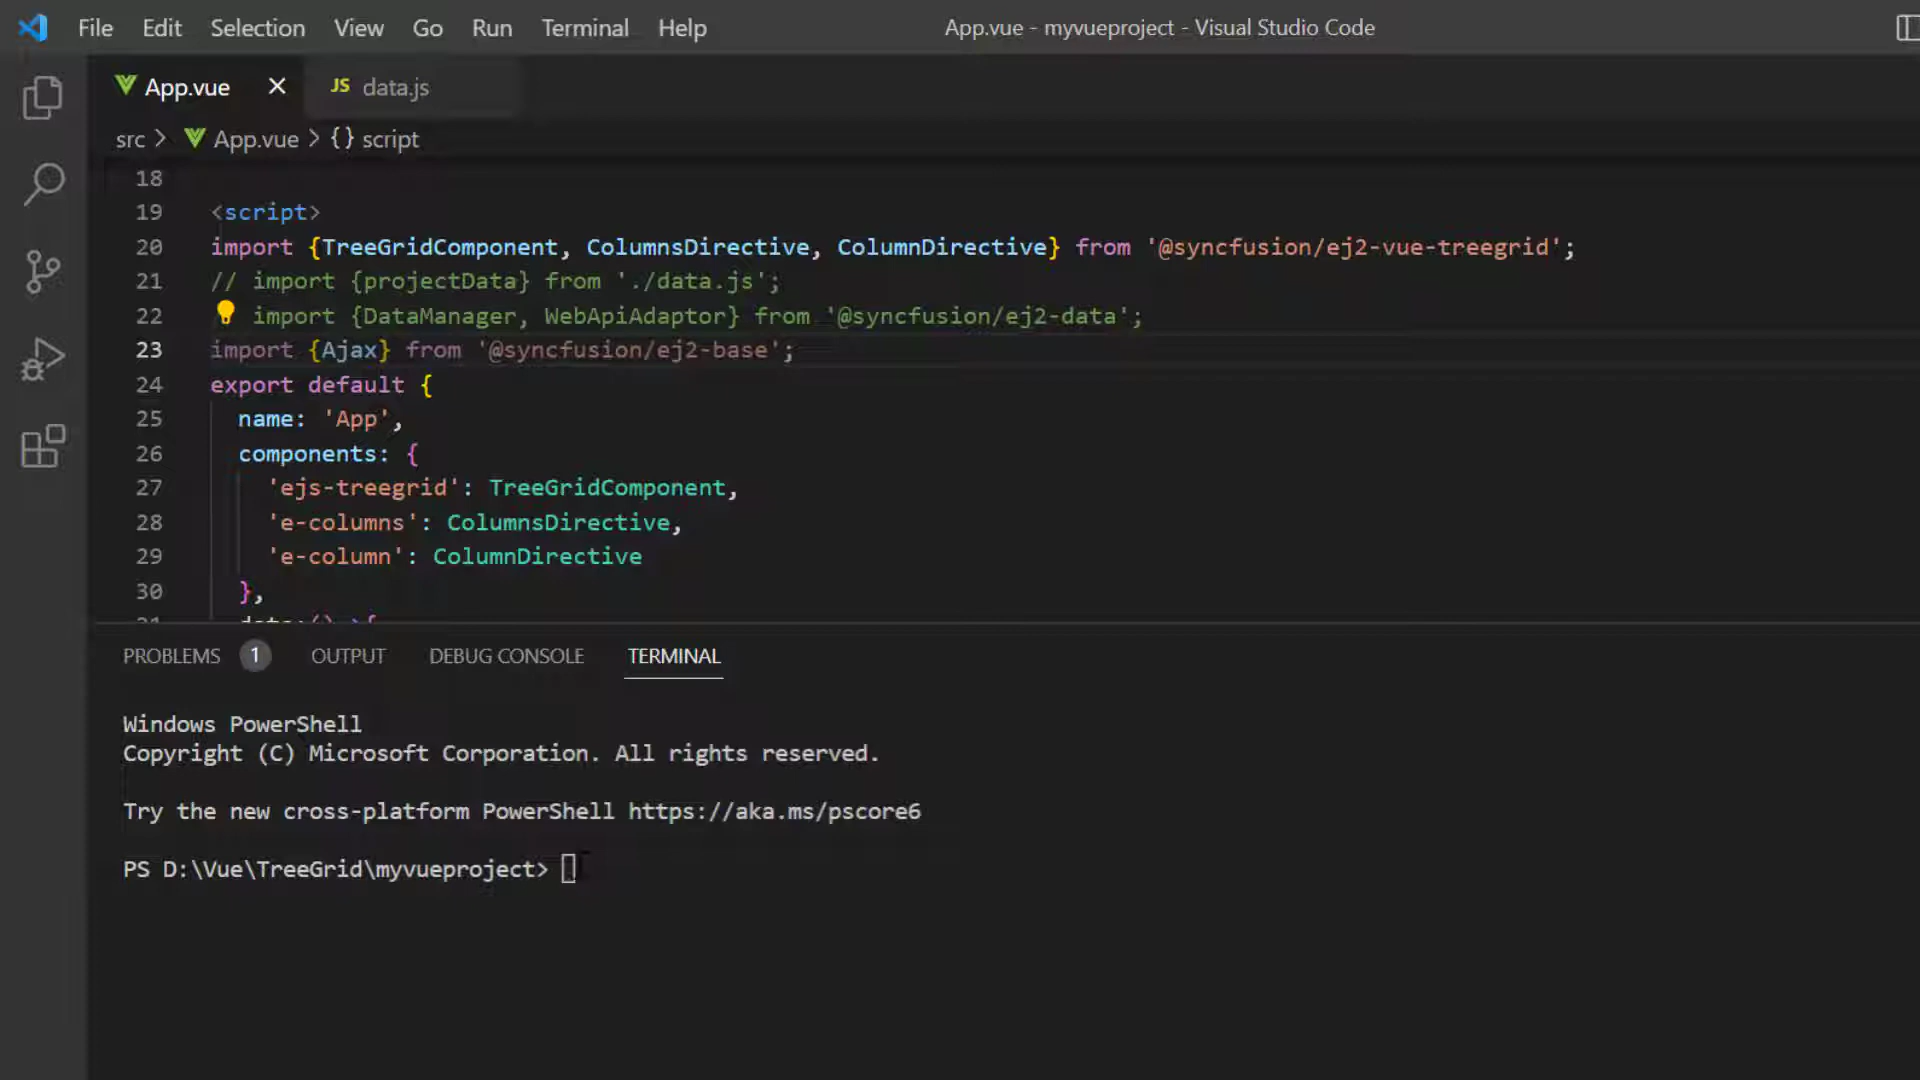 File Edit Selection View Go Run Terminal Help App.vue - myvueproject - Visual Studio Code
App.vue JS data.js
src > App.vue > {} script
18
19 <script>
20 import {TreeGridComponent, ColumnsDirective, ColumnDirective} from '@syncfusion/ej2-vue-treegrid';
21 // import {projectData} from './data.js';
22 import {DataManager, WebApiAdaptor} from '@syncfusion/ej2-data';
23 import {Ajax} from '@syncfusion/ej2-base';
24 export default {
25 name: 'App',
26 components: {
27 'ejs-treegrid': TreeGridComponent,
28 'e-columns': ColumnsDirective,
29 'e-column': ColumnDirective
30 },
PROBLEMS 1 OUTPUT DEBUG CONSOLE TERMINAL
Windows PowerShell
Copyright (C) Microsoft Corporation. All rights reserved.
Try the new cross-platform PowerShell https://aka.ms/pscore6
PS D:\Vue\TreeGrid\myvueproject>